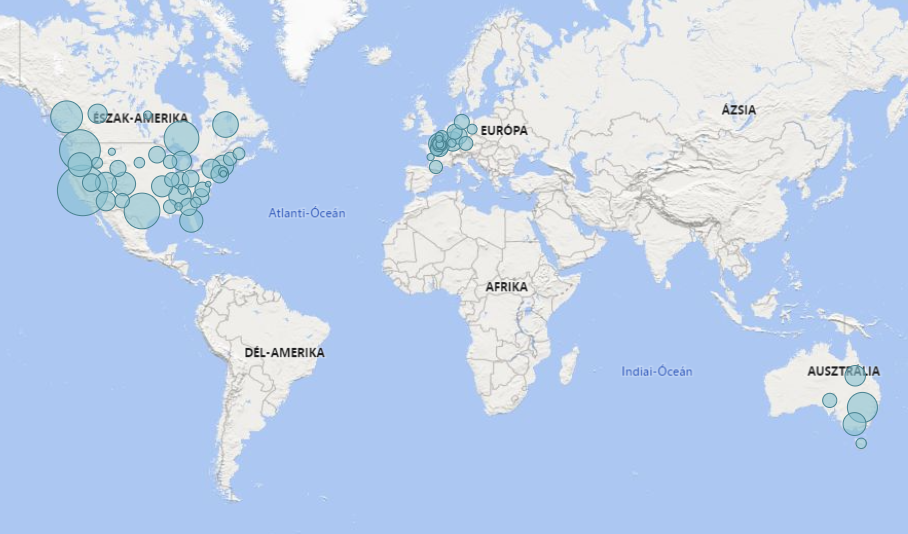 ÉSZAK-AMERIKA
EURÓPA
ÁZSIA
Atlanti-Óceán
AFRIKA
DÉL-AMERIKA
Indiai-Óceán
AUSZTRÁLIA